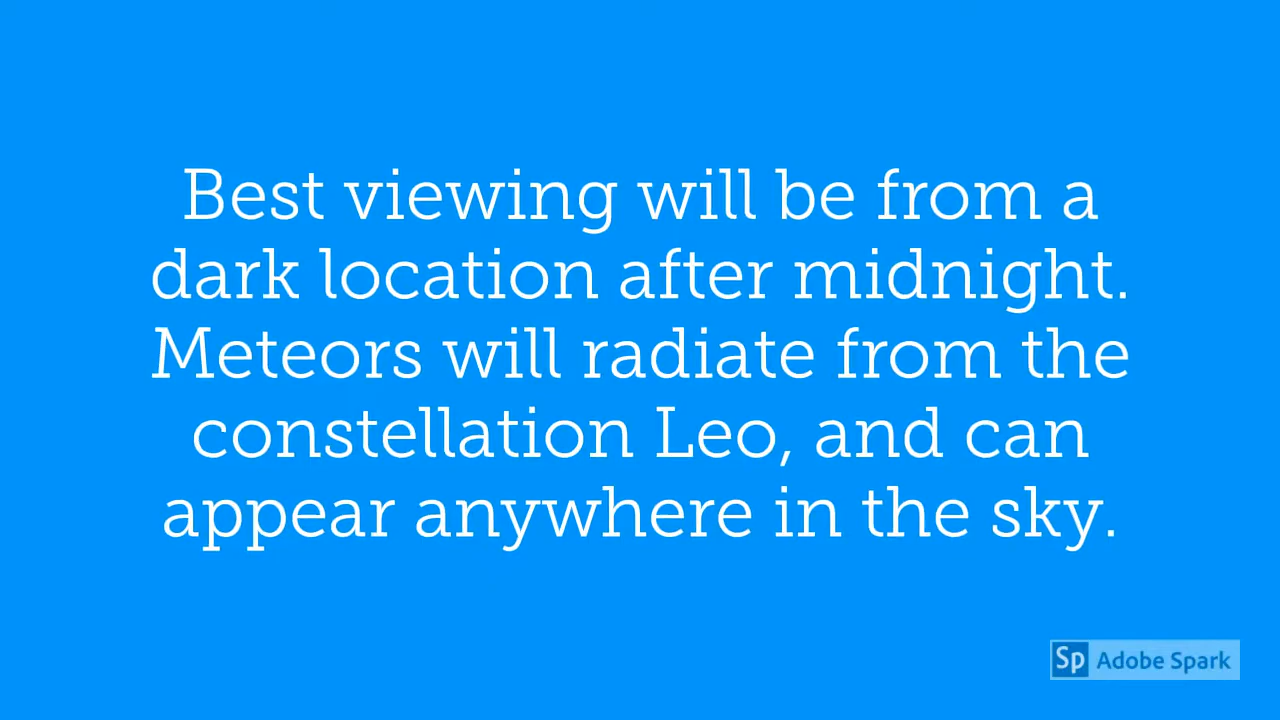 Best viewing will be from a
dark location after midnight.
Meteors will radiate from the
constellation Leo, and can
appear anywhere in the sky.
Sp Adobe Spark